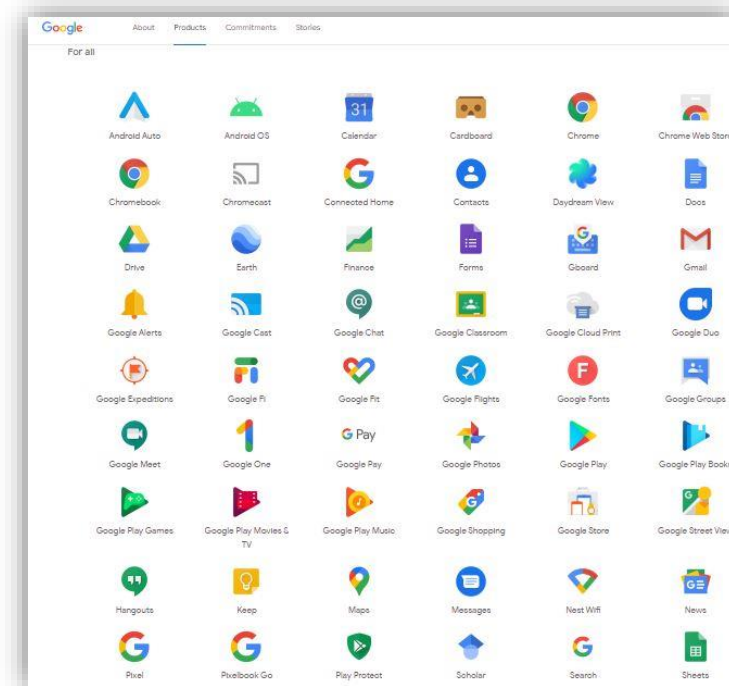 Google About Products Commitments Stories
For all
31
Android Auto Android OS Calendar Cardboard Chrome Chrome Web Stor
Chromebook Chromecast Connected Home Contacts Daydream View Docs
Drive Earth Finance Forms Gboard Gmail
Google Alerts Google Cast Google Chat Google Classroom Google Cloud Print Google Duo
Google Expeditions Google Fi Google Fit Google Flights Google Fonts Google Groups
G Pay
Google Meet Google One Google Pay Google Photos Google Play Google Play Books
Google Play Games Google Play Movies & Google Play Music Google Shopping Google Store Google Street View
TV
Hangouts Keep Maps Messages Nest Wifi News
Pixel Pixelbook Go Play Protect Scholar Search Sheets